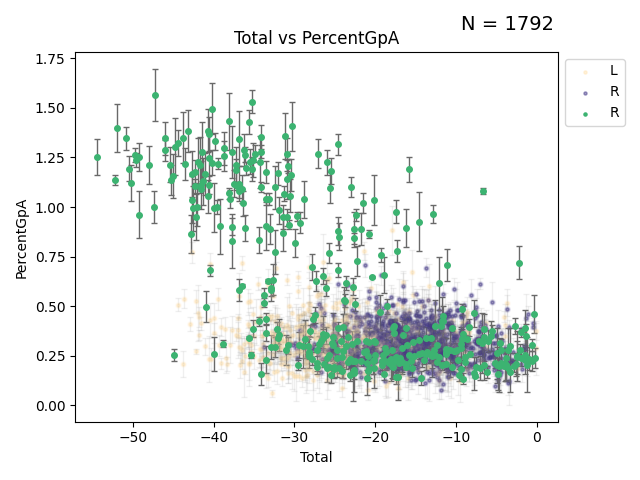 N = 1792
Total vs PercentGpA
L
R
R
PercentGpA
1.75
1.50
1.25
1.00
0.75
0.50
0.25
0.00
−50
−40
−30
−20
−10
0
Total